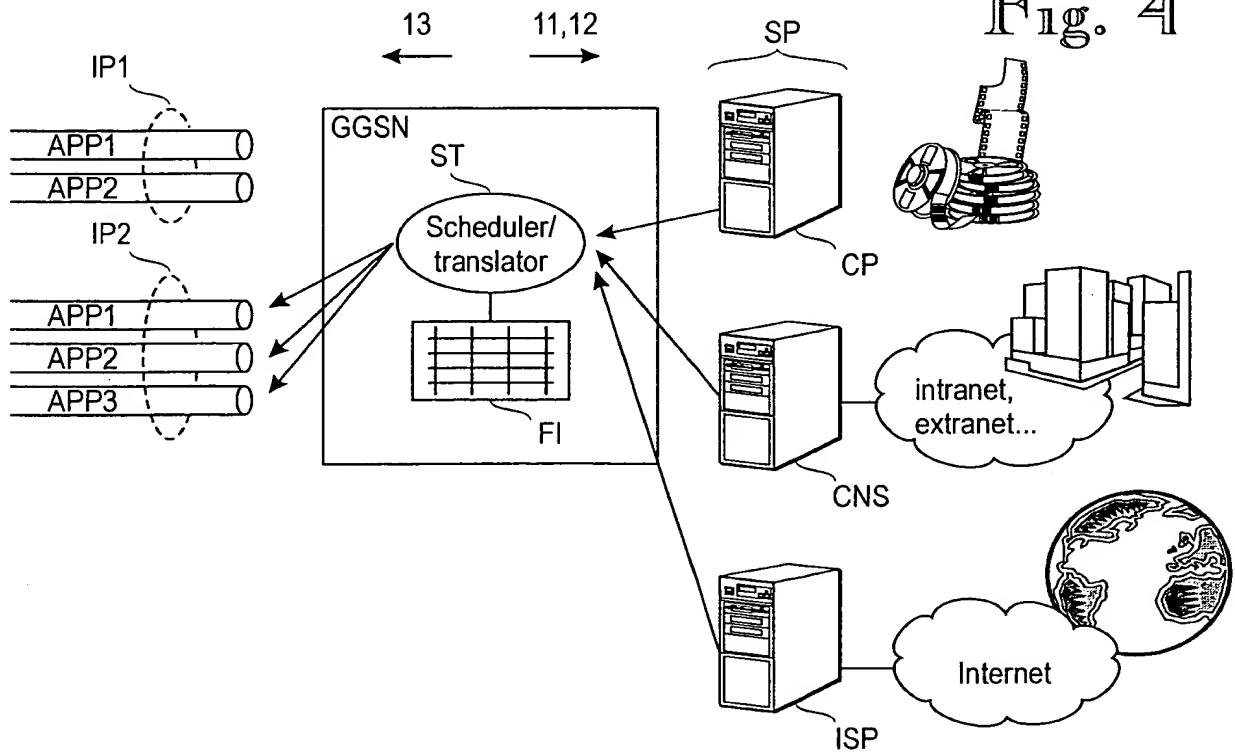 Fig. 4
13
11,12
SP
IP1
GGSN
APP1
APP2
ST
Scheduler/
translator
CP
IP2
APP1
APP2
APP3
FI
intranet,
extranet...
CNS
Internet
ISP